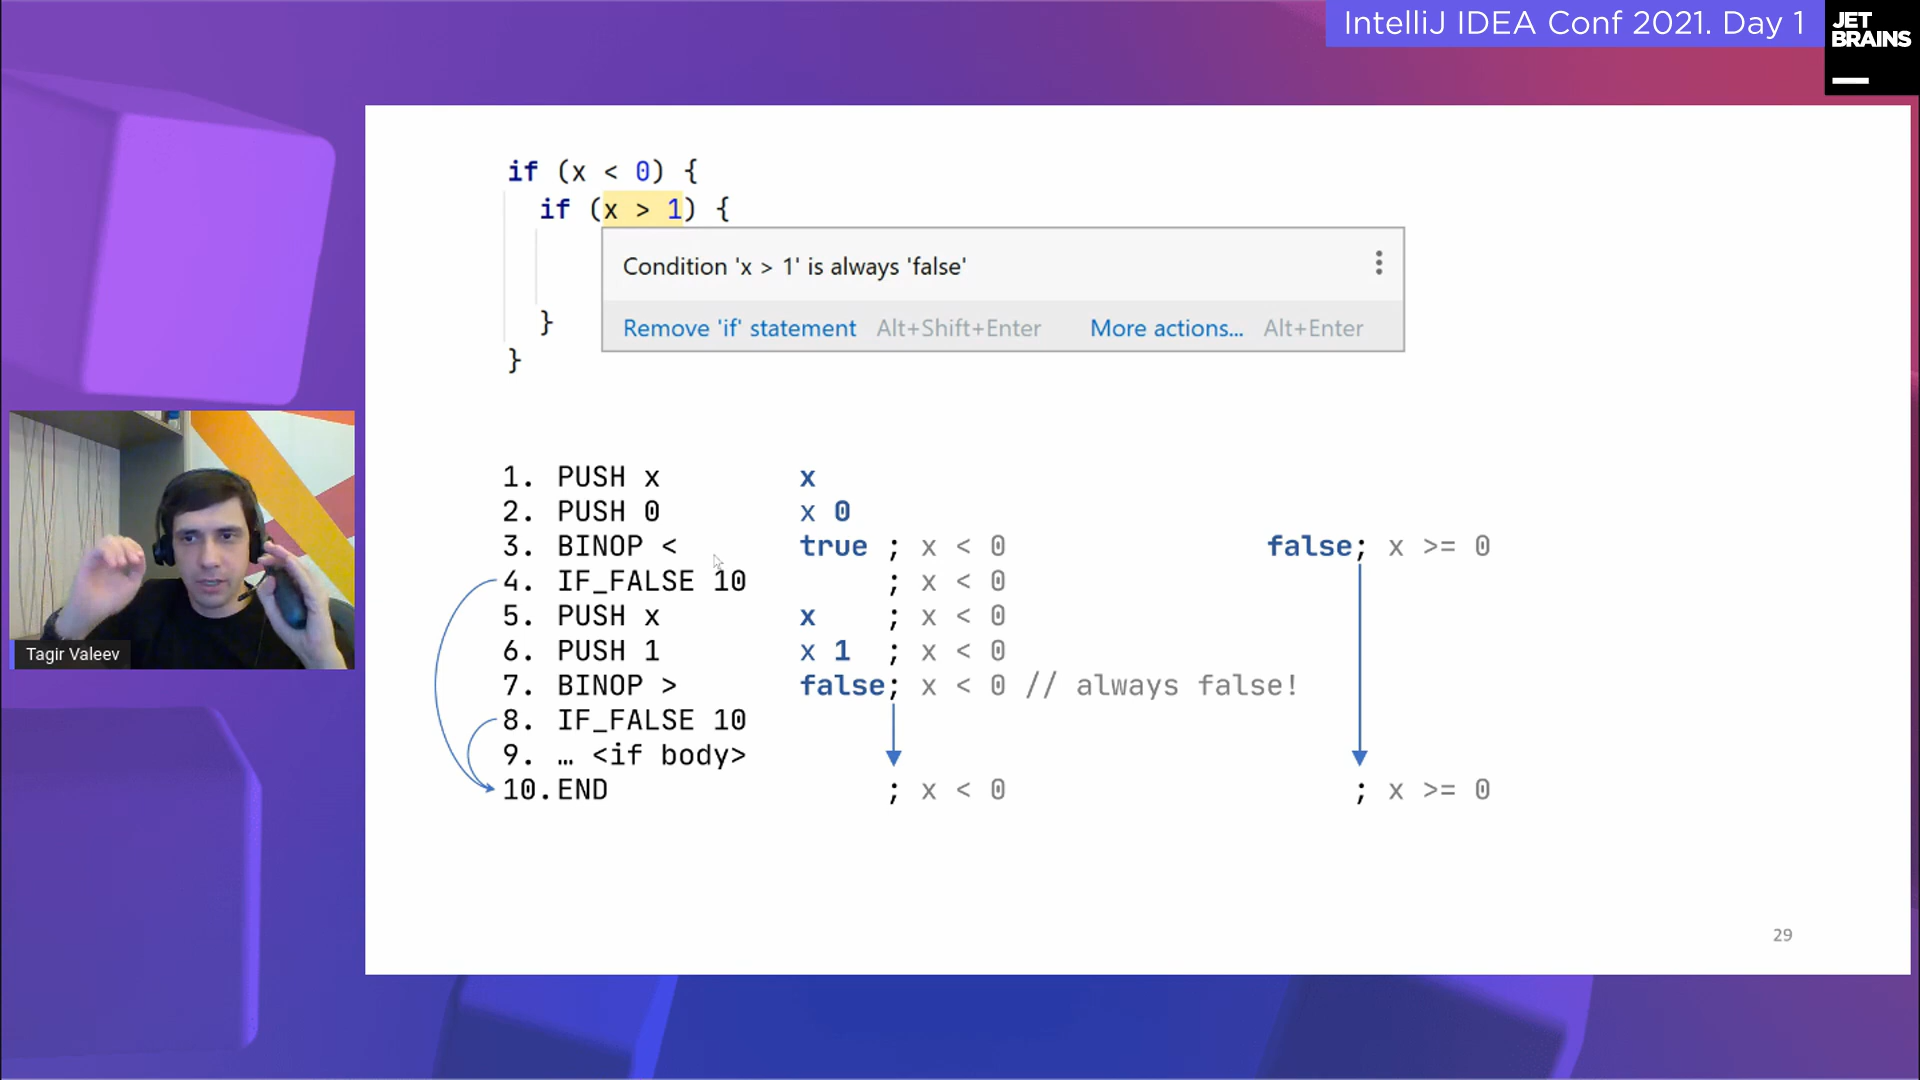 IntelliJ IDEA Conf 2021. Day 1
JET
BRAINS
if (x < 0) {
if (x > 1) {
Condition 'x > 1' is always 'false'
Remove 'if' statement Alt+Shift+Enter More actions... Alt+Enter
}
}
1. PUSH x x
2. PUSH 0 x 0
3. BINOP < true ; x < 0 false; x >= 0
4. IF_FALSE 10 ; x < 0
5. PUSH x x ; x < 0
6. PUSH 1 x 1 ; x < 0
7. BINOP > false; x < 0 // always false!
8. IF_FALSE 10
9. … <if body>
10. END ; x < 0 ; x >= 0
Tagir Valeev
29